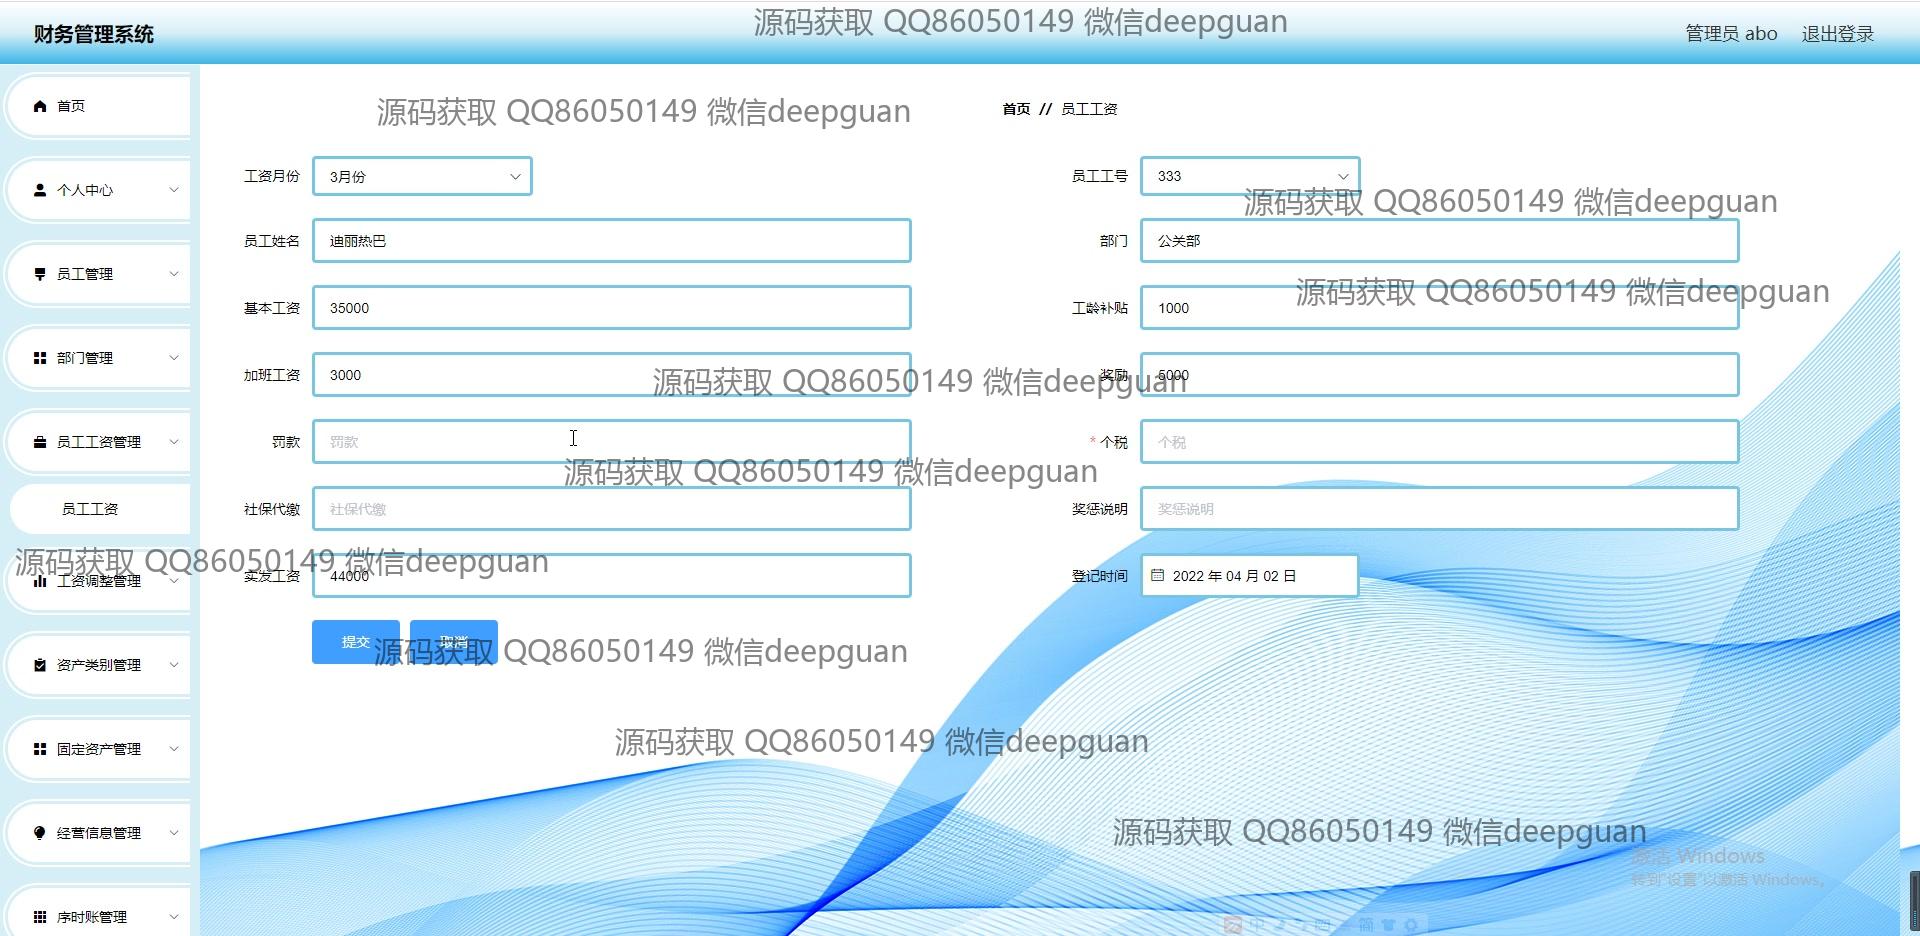 财务管理系统
源码获取 QQ86050149 微信deepguan
管理员 abo 退出登录
首页
源码获取 QQ86050149 微信deepguan
首页 // 员工工资
个人中心
工资月份 3月份
员工工号 333
源码获取 QQ86050149 微信deepguan
员工姓名 迪丽热巴
部门 公关部
员工管理
基本工资 35000
工龄补贴 1000
源码获取 QQ86050149 微信deepguan
部门管理
加班工资 3000
奖励 5000
源码获取 QQ86050149 微信deepguan
员工工资管理
罚款 罚款
* 个税 个税
源码获取 QQ86050149 微信deepguan
员工工资
社保代缴 社保代缴
奖惩说明 奖惩说明
源码获取 QQ86050149 微信deepguan
工资调整管理
实发工资 44000
登记时间 2022 年 04 月 02 日
提交 取消
源码获取 QQ86050149 微信deepguan
资产类别管理
固定资产管理
源码获取 QQ86050149 微信deepguan
经营信息管理
源码获取 QQ86050149 微信deepguan
激活 Windows
转到"设置"以激活 Windows。
序时账管理
中
简